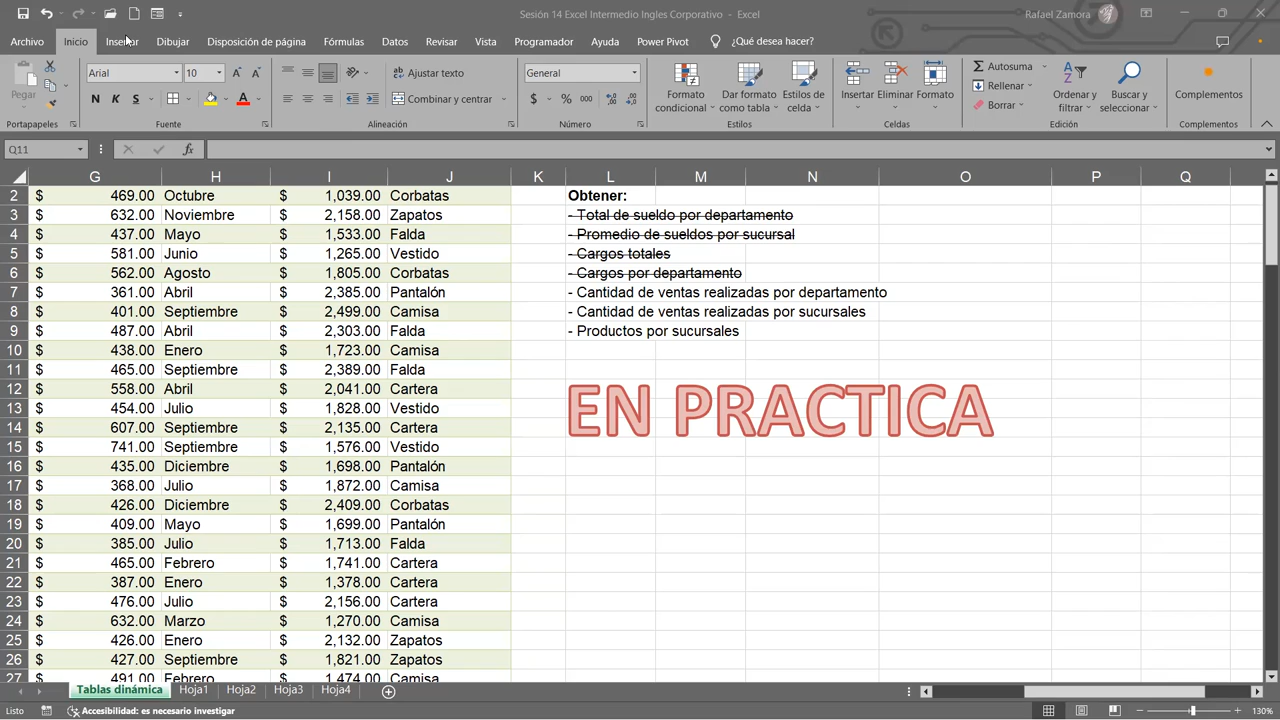 Sesión 14 Excel Intermedio Ingles Corporativo - Excel
Rafael Zamora
Archivo Inicio Insertar Dibujar Disposición de página Fórmulas Datos Revisar Vista Programador Ayuda Power Pivot ¿Qué desea hacer?
Pegar
Arial 10
N K S
Ajustar texto
Combinar y centrar
General
$ % 000
Formato condicional
Dar formato como tabla
Estilos de celda
Insertar Eliminar Formato
Autosuma
Rellenar
Borrar
Ordenar y filtrar
Buscar y seleccionar
Complementos
Portapapeles Fuente Alineación Número Estilos Celdas Edición Complementos
Q11 fx
G H I J K L M N O P Q
2 $ 469.00 Octubre $ 1,039.00 Corbatas Obtener:
3 $ 632.00 Noviembre $ 2,158.00 Zapatos - Total de sueldo por departamento
4 $ 437.00 Mayo $ 1,533.00 Falda - Promedio de sueldos por sucursal
5 $ 581.00 Junio $ 1,265.00 Vestido - Cargos totales
6 $ 562.00 Agosto $ 1,805.00 Corbatas - Cargos por departamento
7 $ 361.00 Abril $ 2,385.00 Pantalón - Cantidad de ventas realizadas por departamento
8 $ 401.00 Septiembre $ 2,499.00 Camisa - Cantidad de ventas realizadas por sucursales
9 $ 487.00 Abril $ 2,303.00 Falda - Productos por sucursales
10 $ 438.00 Enero $ 1,723.00 Camisa
11 $ 465.00 Septiembre $ 2,389.00 Falda
12 $ 558.00 Abril $ 2,041.00 Cartera
EN PRACTICA
13 $ 454.00 Julio $ 1,828.00 Vestido
14 $ 607.00 Septiembre $ 2,135.00 Cartera
15 $ 741.00 Septiembre $ 1,576.00 Vestido
16 $ 435.00 Diciembre $ 1,698.00 Pantalón
17 $ 368.00 Julio $ 1,872.00 Camisa
18 $ 426.00 Diciembre $ 2,409.00 Corbatas
19 $ 409.00 Mayo $ 1,699.00 Pantalón
20 $ 385.00 Julio $ 1,713.00 Falda
21 $ 465.00 Febrero $ 1,741.00 Cartera
22 $ 387.00 Enero $ 1,378.00 Cartera
23 $ 476.00 Julio $ 2,156.00 Cartera
24 $ 632.00 Marzo $ 1,270.00 Camisa
25 $ 426.00 Enero $ 2,132.00 Zapatos
26 $ 427.00 Septiembre $ 1,821.00 Zapatos
27 $ 491.00 Febrero $ 1,474.00 Camisa
Tablas dinámica Hoja1 Hoja2 Hoja3 Hoja4
Listo Accesibilidad: es necesario investigar 130%